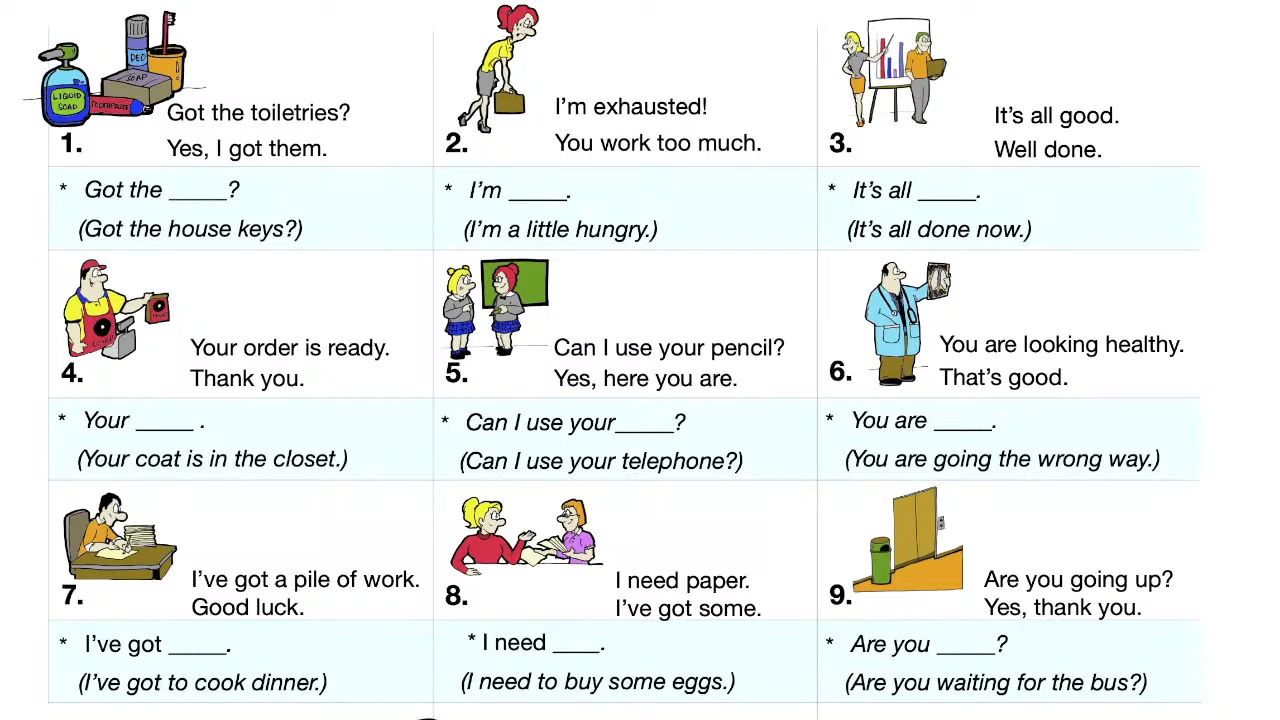 DEO
SOAP
LIQUID
SOAP
TOOTHPASTE
1.
Got the toiletries?
Yes, I got them.
* Got the _____?
(Got the house keys?)
2.
I'm exhausted!
You work too much.
* I'm _____.
(I'm a little hungry.)
3.
It's all good.
Well done.
* It's all _____.
(It's all done now.)
4.
Your order is ready.
Thank you.
* Your _____ .
(Your coat is in the closet.)
5.
Can I use your pencil?
Yes, here you are.
* Can I use your_____?
(Can I use your telephone?)
6.
You are looking healthy.
That's good.
* You are _____.
(You are going the wrong way.)
7.
I've got a pile of work.
Good luck.
* I've got _____.
(I've got to cook dinner.)
8.
I need paper.
I've got some.
* I need ____.
(I need to buy some eggs.)
9.
Are you going up?
Yes, thank you.
* Are you _____?
(Are you waiting for the bus?)